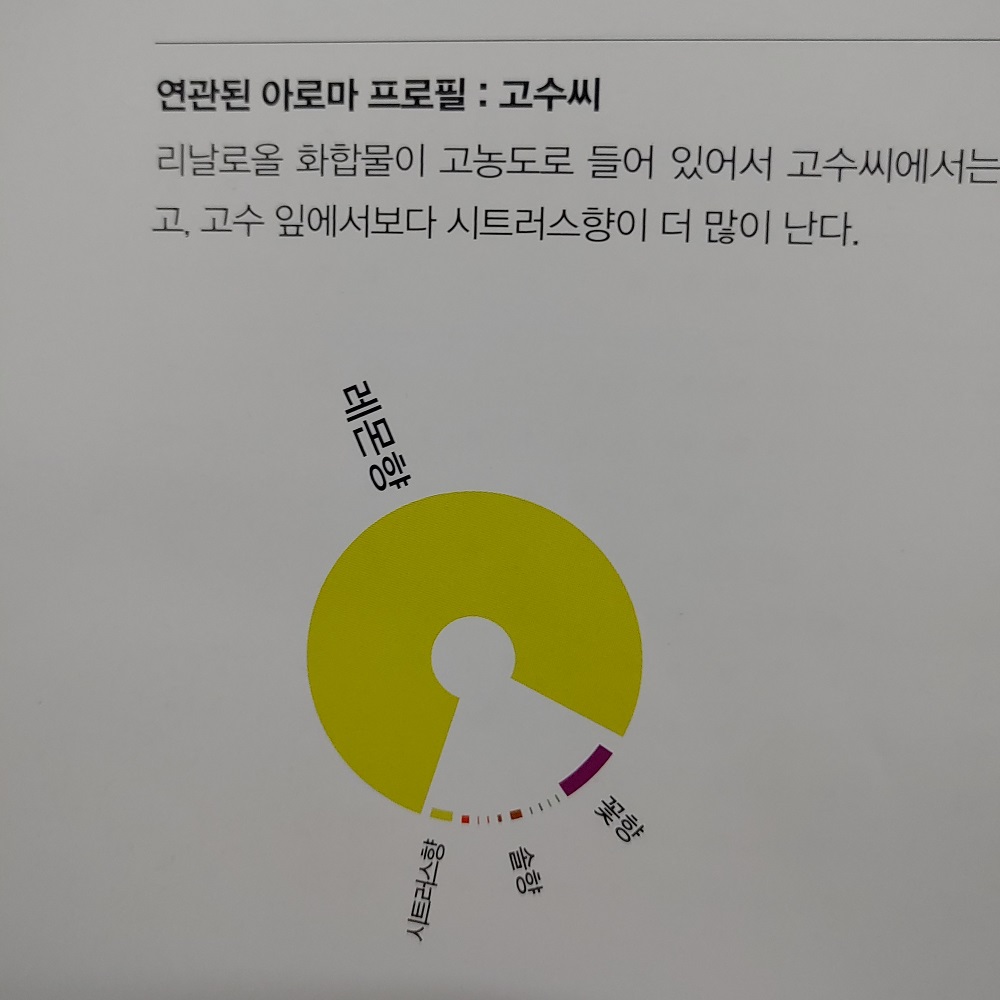 연관된 아로마 프로필 : 고수씨
리날로올 화합물이 고농도로 들어 있어서 고수씨에서는
고, 고수 잎에서보다 시트러스향이 더 많이 난다.
레몬향
꽃향
솔향
시트러스향